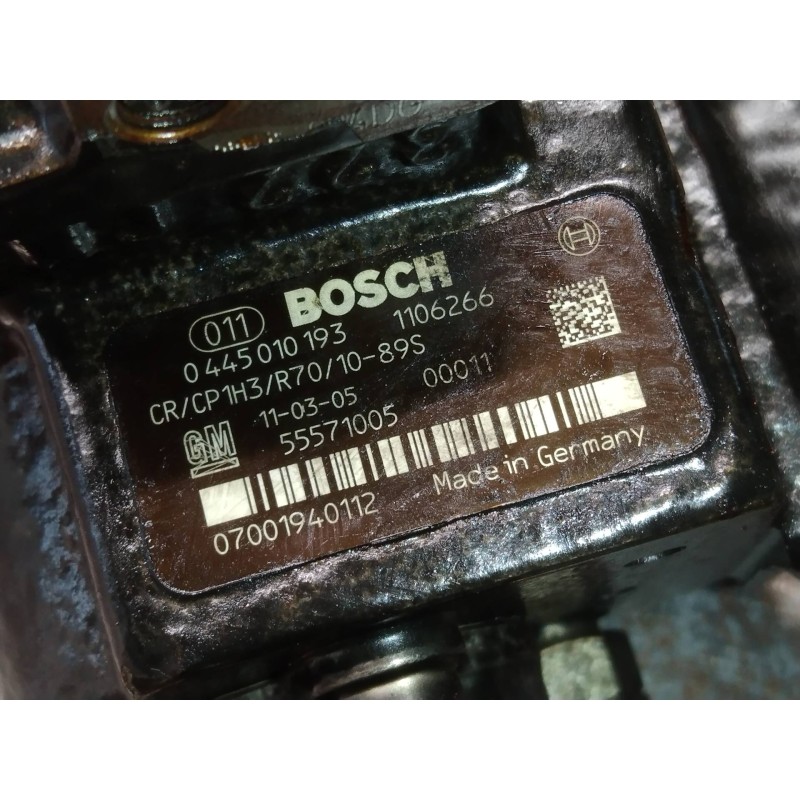 BOSCH
011
0 445 010 193 1106266
CR/CP1H3/R70/10-89S
11-03-05 00011
GM 55571005
Made in Germany
07001940112